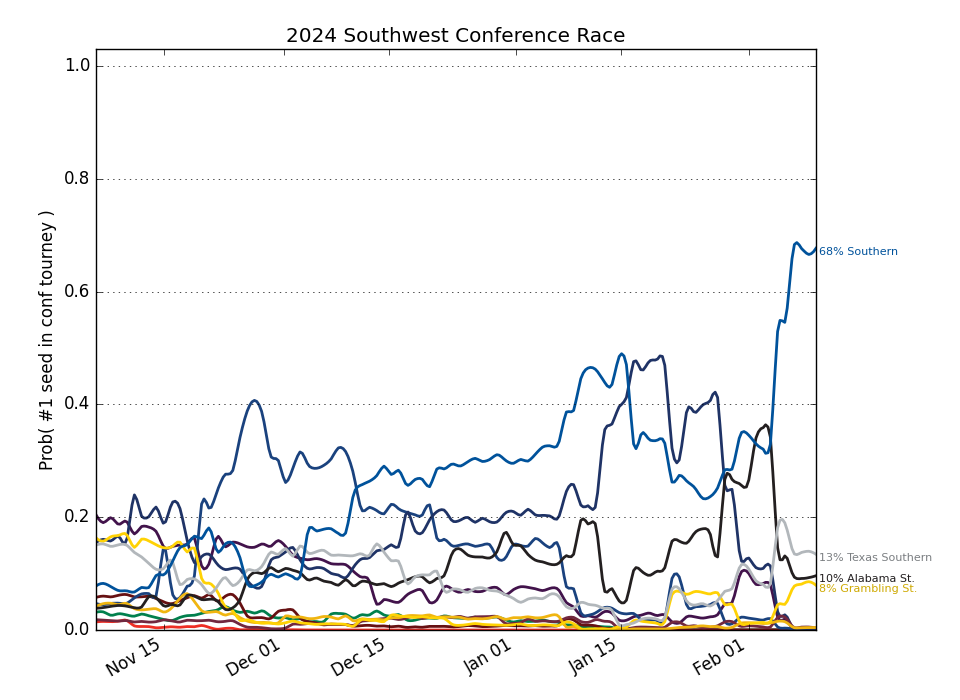 2024 Southwest Conference Race
Prob( #1 seed in conf tourney )
1.0
0.8
0.6
0.4
0.2
0.0
Nov 15
Dec 01
Dec 15
Jan 01
Jan 15
Feb 01
68% Southern
13% Texas Southern
10% Alabama St.
8% Grambling St.